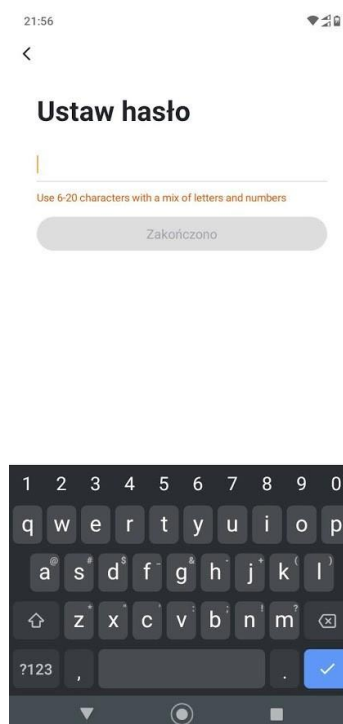 21:56
Ustaw hasło
Use 6-20 characters with a mix of letters and numbers
Zakończono
1 2 3 4 5 6 7 8 9 0
q w e r t y u i o p
@ # $ _ & - + ( )
a s d f g h j k l
* " ' : ; ! ?
z x c v b n m
?123 , .